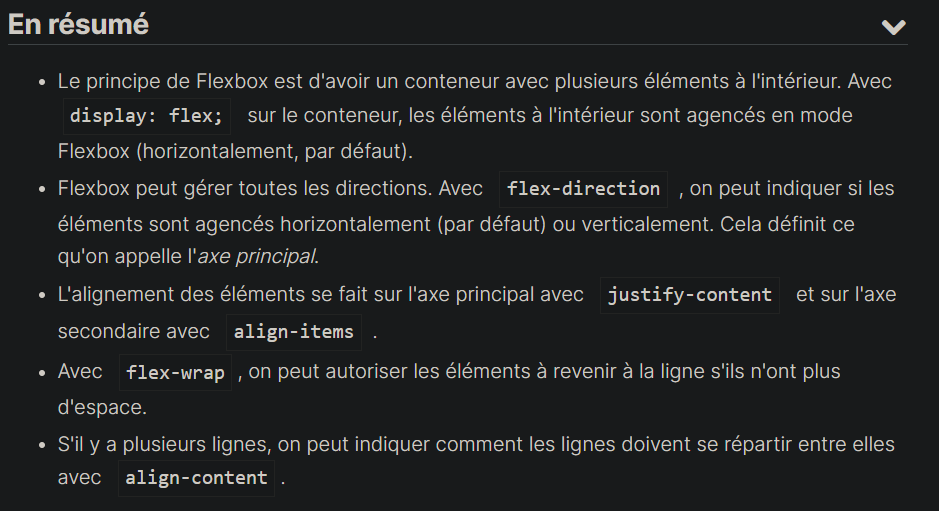 En résumé
• Le principe de Flexbox est d'avoir un conteneur avec plusieurs éléments à l'intérieur. Avec
display: flex; sur le conteneur, les éléments à l'intérieur sont agencés en mode
Flexbox (horizontalement, par défaut).
• Flexbox peut gérer toutes les directions. Avec flex-direction , on peut indiquer si les
éléments sont agencés horizontalement (par défaut) ou verticalement. Cela définit ce
qu'on appelle l'axe principal.
• L'alignement des éléments se fait sur l'axe principal avec justify-content et sur l'axe
secondaire avec align-items .
• Avec flex-wrap , on peut autoriser les éléments à revenir à la ligne s'ils n'ont plus
d'espace.
• S'il y a plusieurs lignes, on peut indiquer comment les lignes doivent se répartir entre elles
avec align-content .